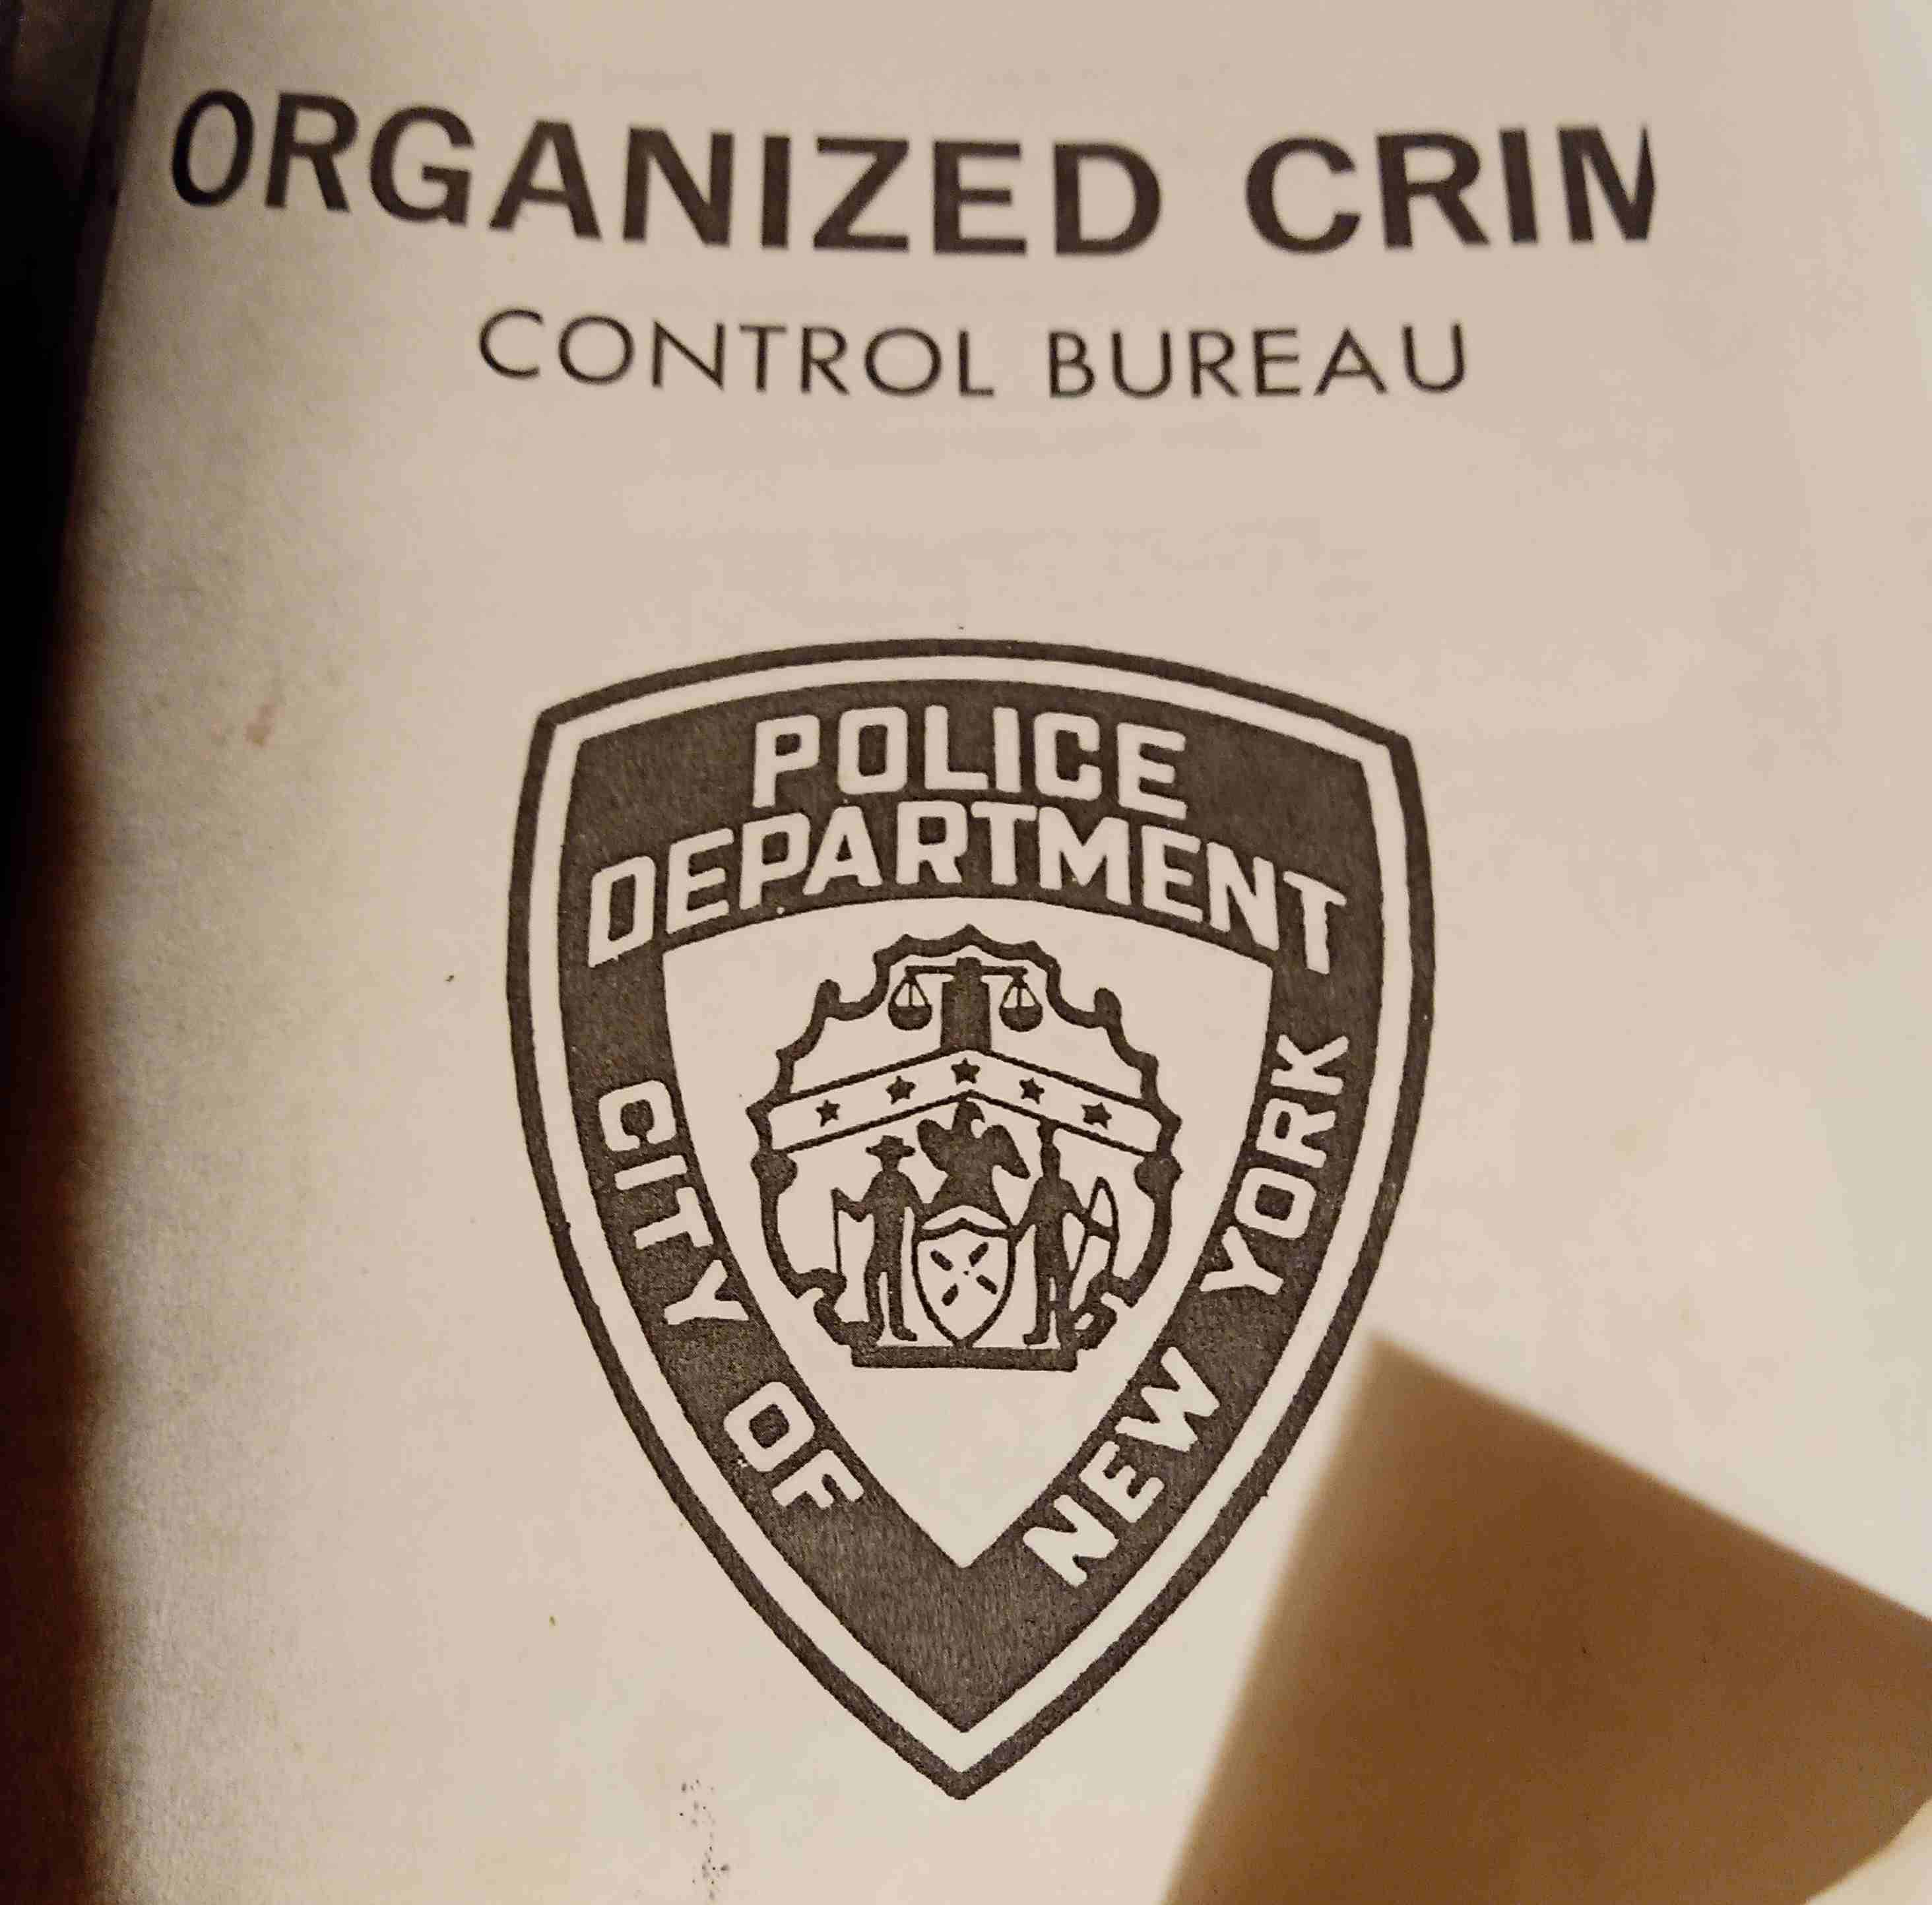 ORGANIZED CRIM
CONTROL BUREAU
POLICE
DEPARTMENT
CITY OF
NEW YORK